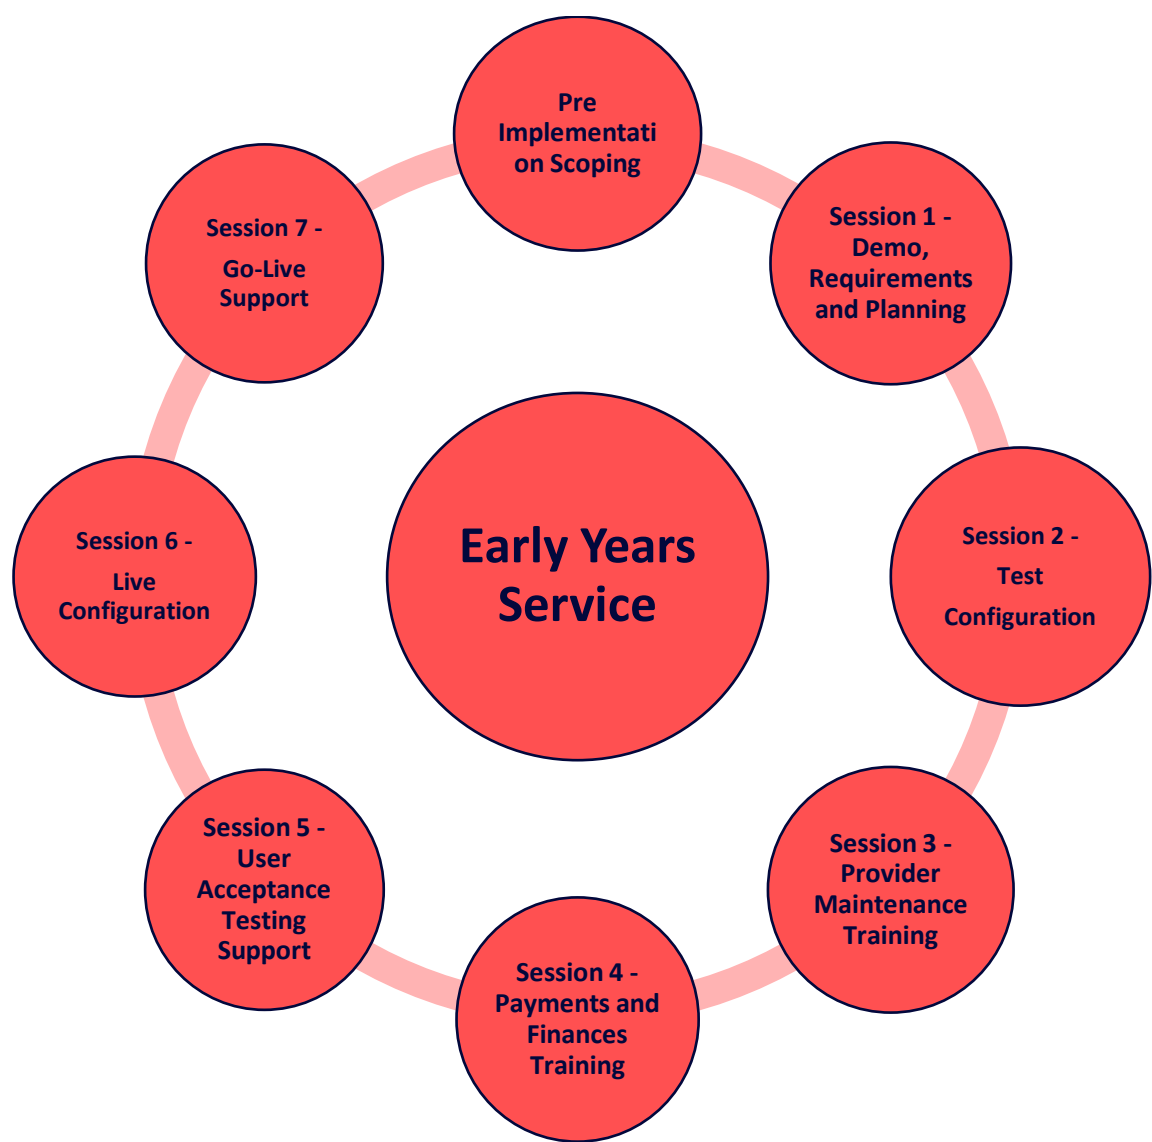 Pre
Implementati
on Scoping
Session 1 -
Demo,
Requirements
and Planning
Session 2 -
Test
Configuration
Session 3 -
Provider
Maintenance
Training
Session 4 -
Payments and
Finances
Training
Session 5 -
User
Acceptance
Testing
Support
Session 6 -
Live
Configuration
Session 7 -
Go-Live
Support
Early Years
Service